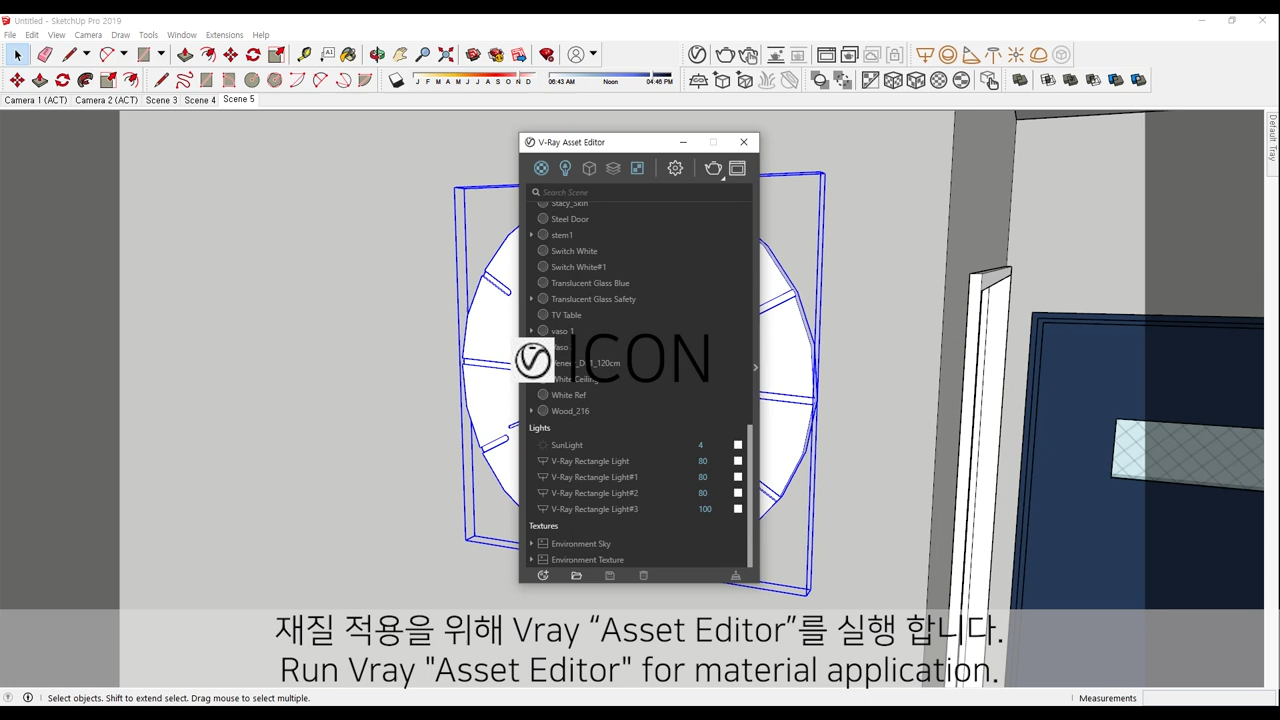 Untitled - SketchUp Pro 2019
File Edit View Camera Draw Tools Window Extensions Help
J F M A M J J A S O N D 06:43 AM Noon 04:46 PM
Camera 1 (ACT) Camera 2 (ACT) Scene 3 Scene 4 Scene 5
Default Tray
V-Ray Asset Editor
Search Scene
Stacy_Skin
Steel Door
stem1
Switch White
Switch White#1
Translucent Glass Blue
Translucent Glass Safety
TV Table
vaso 1
Vaso
ICON
White Ceiling
White Ref
Wood_216
Lights
SunLight 4
V-Ray Rectangle Light 80
V-Ray Rectangle Light#1 80
V-Ray Rectangle Light#2 80
V-Ray Rectangle Light#3 100
Textures
Environment Sky
Environment Texture
재질 적용을 위해 Vray “Asset Editor”를 실행 합니다.
Run Vray "Asset Editor" for material application.
Select objects. Shift to extend select. Drag mouse to select multiple.
Measurements